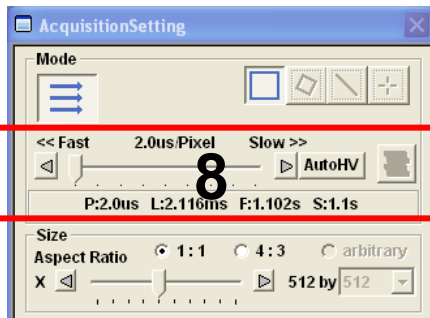 AcquisitionSetting
Mode
<< Fast 2.0us/Pixel Slow >>
AutoHV
8
P:2.0us L:2.116ms F:1.102s S:1.1s
Size
Aspect Ratio 1:1 4:3 arbitrary
X 512 by 512